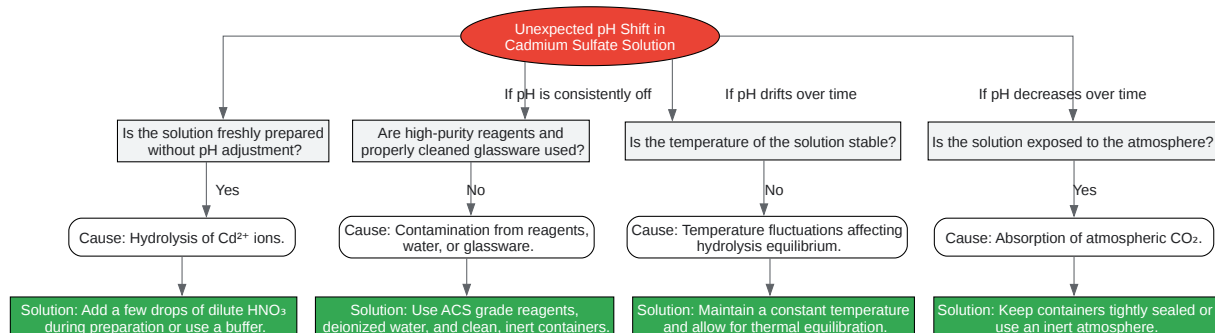 Unexpected pH Shift in
Cadmium Sulfate Solution
If pH is consistently off
If pH drifts over time
If pH decreases over time
Is the solution freshly prepared
without pH adjustment?
Are high-purity reagents and
properly cleaned glassware used?
Is the temperature of the solution stable?
Is the solution exposed to the atmosphere?
Yes
No
No
Yes
Cause: Hydrolysis of Cd²⁺ ions.
Cause: Contamination from reagents,
water, or glassware.
Cause: Temperature fluctuations affecting
hydrolysis equilibrium.
Cause: Absorption of atmospheric CO₂.
Solution: Add a few drops of dilute HNO₃
during preparation or use a buffer.
Solution: Use ACS grade reagents,
deionized water, and clean, inert containers.
Solution: Maintain a constant temperature
and allow for thermal equilibration.
Solution: Keep containers tightly sealed or
use an inert atmosphere.